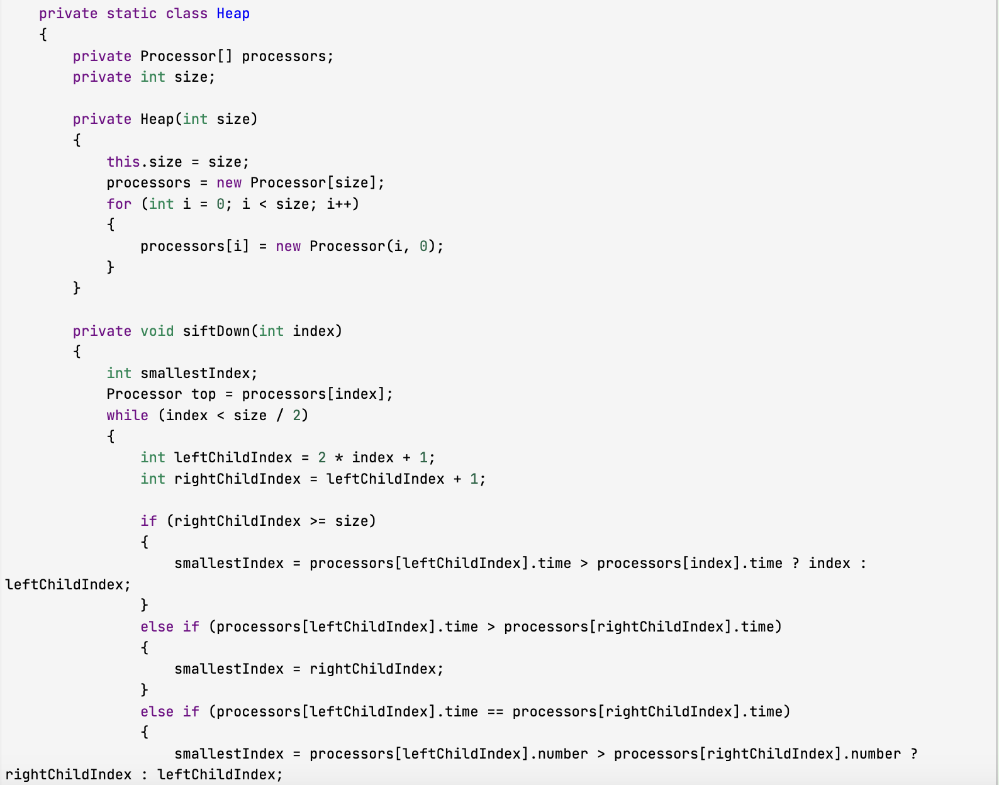 private static class Heap
{
private Processor[] processors;
private int size;
private Heap(int size)
{
this.size = size;
processors = new Processor[size];
for (int i = 0; i < size; i++)
{
processors[i] = new Processor(i, 0);
}
}
private void siftDown(int index)
{
int smallestIndex;
Processor top = processors[index];
while (index < size / 2)
{
int leftChildIndex = 2 * index + 1;
int rightChildIndex = leftChildIndex + 1;
if (rightChildIndex >= size)
{
smallestIndex = processors[leftChildIndex].time > processors[index].time ? index :
leftChildIndex;
}
else if (processors[leftChildIndex].time > processors[rightChildIndex].time)
{
smallestIndex = rightChildIndex;
}
else if (processors[leftChildIndex].time == processors[rightChildIndex].time)
{
smallestIndex = processors[leftChildIndex].number > processors[rightChildIndex].number ?
rightChildIndex : leftChildIndex;